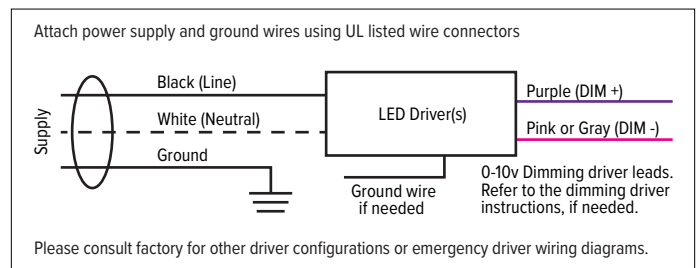 Attach power supply and ground wires using UL listed wire connectors
Supply
Black (Line)
White (Neutral)
Ground
LED Driver(s)
Ground wire
if needed
Purple (DIM +)
Pink or Gray (DIM -)
0-10v Dimming driver leads.
Refer to the dimming driver
instructions, if needed.
Please consult factory for other driver configurations or emergency driver wiring diagrams.